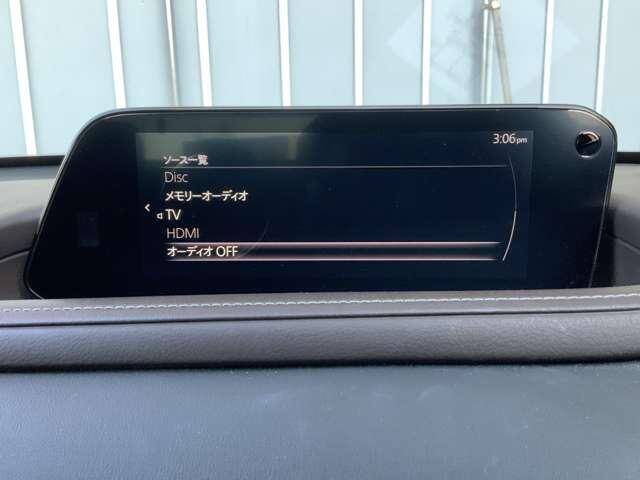 3:06pm
ソース一覧
Disc
メモリーオーディオ
TV
HDMI
オーディオ OFF